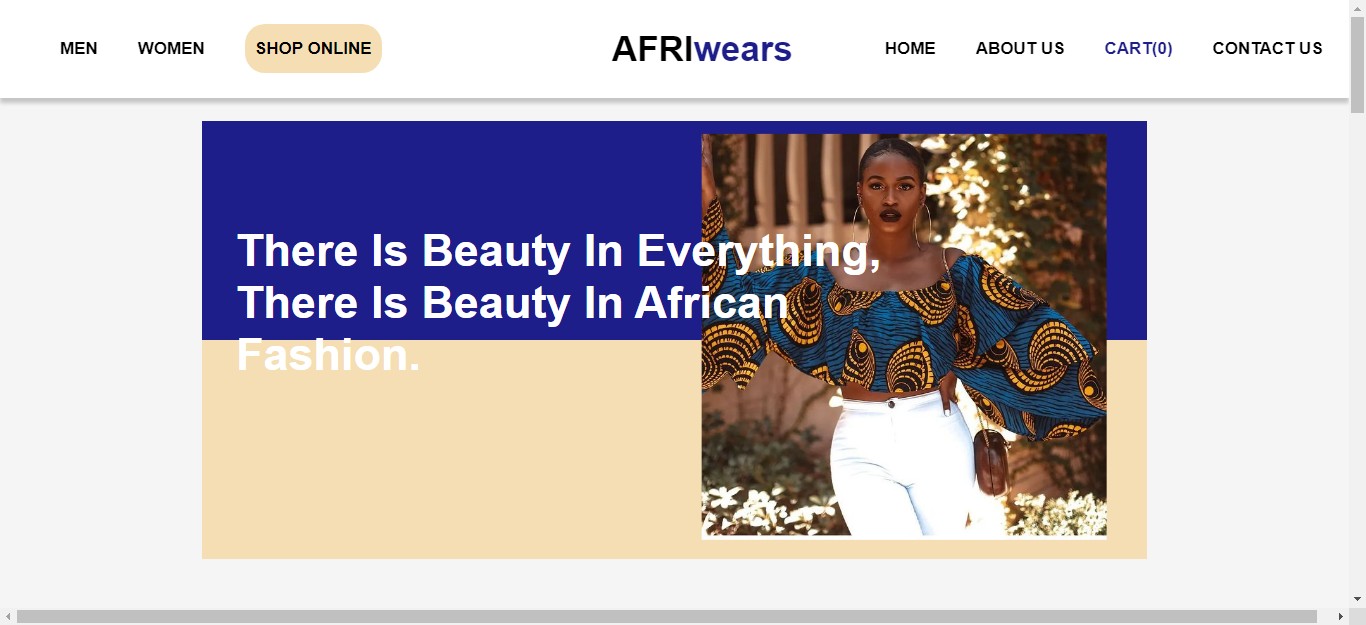 MEN WOMEN SHOP ONLINE AFRIwears HOME ABOUT US CART(0) CONTACT US
There Is Beauty In Everything,
There Is Beauty In African
Fashion.